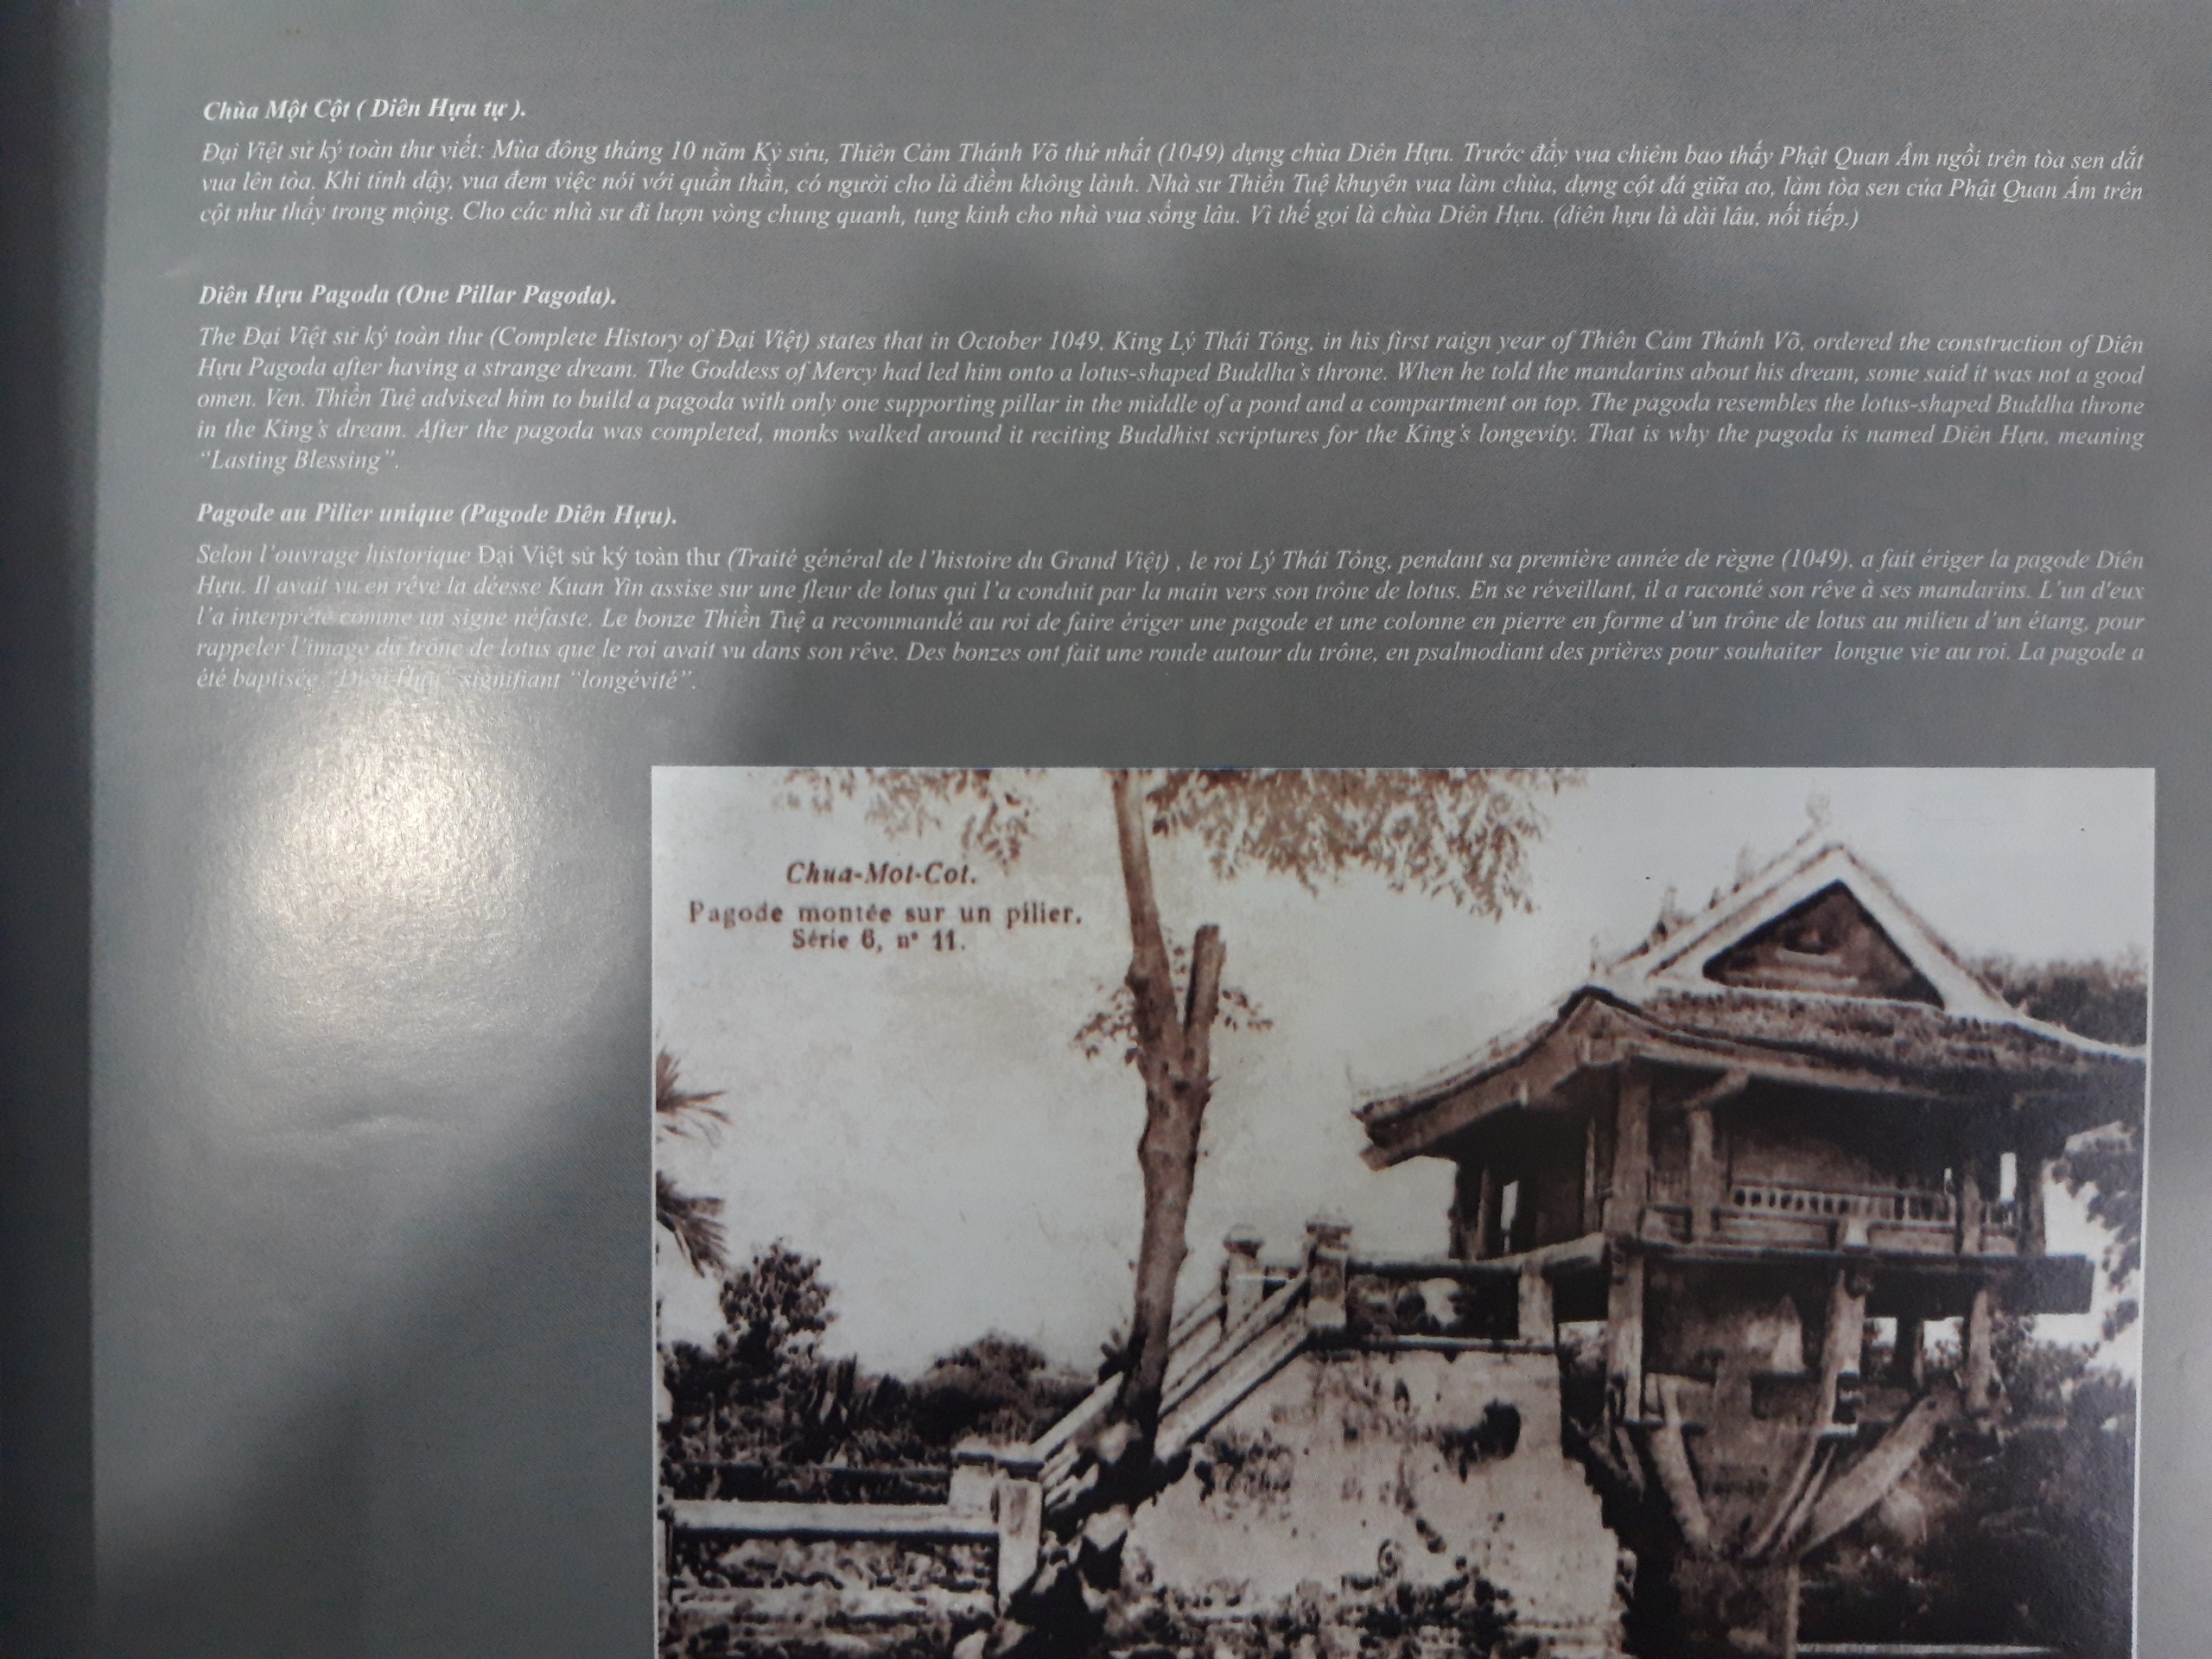 Chùa Một Cột ( Diên Hựu tự ).
Đại Việt sử ký toàn thư viết: Mùa đông tháng 10 năm Kỷ sửu, Thiên Cảm Thánh Võ thứ nhất (1049) dựng chùa Diên Hựu. Trước đấy vua chiêm bao thấy Phật Quan Âm ngồi trên tòa sen dắt
vua lên tòa. Khi tỉnh dậy, vua đem việc nói với quần thần, có người cho là điềm không lành. Nhà sư Thiền Tuệ khuyên vua làm chùa, dựng cột đá giữa ao, làm tòa sen của Phật Quan Âm trên
cột như thấy trong mộng. Cho các nhà sư đi lượn vòng chung quanh, tụng kinh cho nhà vua sống lâu. Vì thế gọi là chùa Diên Hựu. (diên hựu là dài lâu, nối tiếp.)
Diên Hựu Pagoda (One Pillar Pagoda).
The Đại Việt sử ký toàn thư (Complete History of Đại Việt) states that in October 1049, King Lý Thái Tông, in his first raign year of Thiên Cảm Thánh Võ, ordered the construction of Diên
Hựu Pagoda after having a strange dream. The Goddess of Mercy had led him onto a lotus-shaped Buddha's throne. When he told the mandarins about his dream, some said it was not a good
omen. Ven. Thiền Tuệ advised him to build a pagoda with only one supporting pillar in the middle of a pond and a compartment on top. The pagoda resembles the lotus-shaped Buddha throne
in the King's dream. After the pagoda was completed, monks walked around it reciting Buddhist scriptures for the King's longevity. That is why the pagoda is named Diên Hựu, meaning
“Lasting Blessing”.
Pagode au Pilier unique (Pagode Diên Hựu).
Selon l'ouvrage historique Đại Việt sử ký toàn thư (Traité général de l'histoire du Grand Việt) , le roi Lý Thái Tông, pendant sa première année de règne (1049), a fait ériger la pagode Diên
Hựu. Il avait vu en rêve la déesse Kuan Yin assise sur une fleur de lotus qui l'a conduit par la main vers son trône de lotus. En se réveillant, il a raconté son rêve à ses mandarins. L'un d'eux
l'a interprété comme un signe néfaste. Le bonze Thiền Tuệ a recommandé au roi de faire ériger une pagode et une colonne en pierre en forme d'un trône de lotus au milieu d'un étang, pour
rappeler l'image du trône de lotus que le roi avait vu dans son rêve. Des bonzes ont fait une ronde autour du trône, en psalmodiant des prières pour souhaiter longue vie au roi. La pagode a
été baptisée “Diên Hựu” signifiant “longévité”.
Chua-Mot-Cot.
Pagode montée sur un pilier.
Série 6, n° 11.